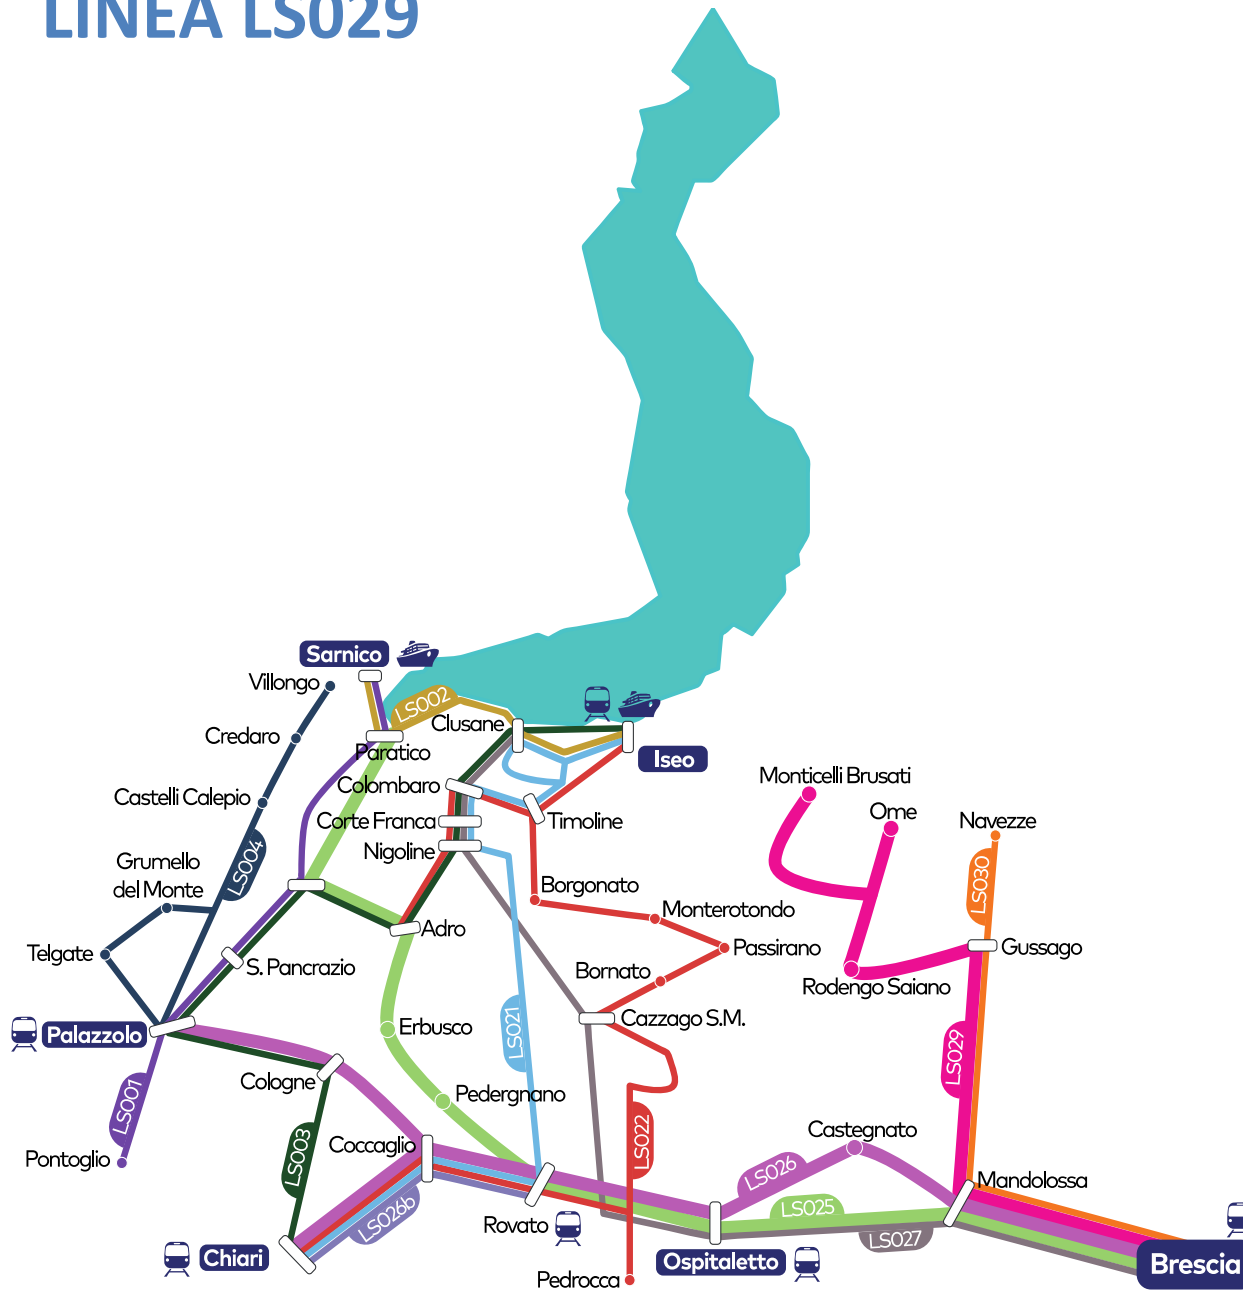 LINEA LS029
Sarnico
Villongo
LS002
Clusane
Credaro
Paratico
Iseo
Colombaro
Monticelli Brusati
Castelli Calepio
Ome
Corte Franca
Timoline
Navezze
Nigoline
Grumello
del Monte
LS004
LS030
Borgonato
Monterotondo
Adro
Gussago
Passirano
Telgate
S. Pancrazio
Bornato
Rodengo Saiano
Cazzago S.M.
Erbusco
Palazzolo
LS021
LS029
Cologne
Pedergnano
LS001
LS022
Castegnato
Coccaglio
LS003
Pontoglio
LS026
Mandolossa
LS025
LS026b
Rovato
LS027
Chiari
Ospitaletto
Brescia
Pedrocca